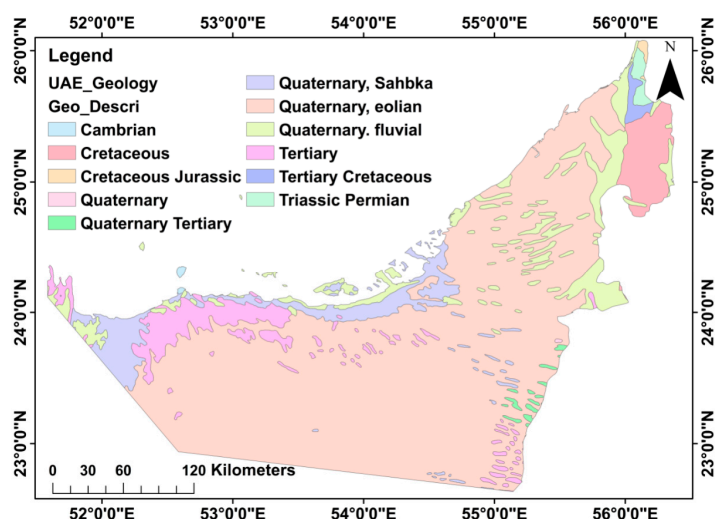 52°0'0"E 53°0'0"E 54°0'0"E 55°0'0"E 56°0'0"E
26°0'0"N
25°0'0"N
24°0'0"N
23°0'0"N
Legend
UAE_Geology
Geo_Descri
Cambrian
Cretaceous
Cretaceous Jurassic
Quaternary
Quaternary Tertiary
Quaternary, Sahbka
Quaternary, eolian
Quaternary. fluvial
Tertiary
Tertiary Cretaceous
Triassic Permian
N
26°0'0"N
25°0'0"N
24°0'0"N
23°0'0"N
0 30 60 120 Kilometers
52°0'0"E 53°0'0"E 54°0'0"E 55°0'0"E 56°0'0"E